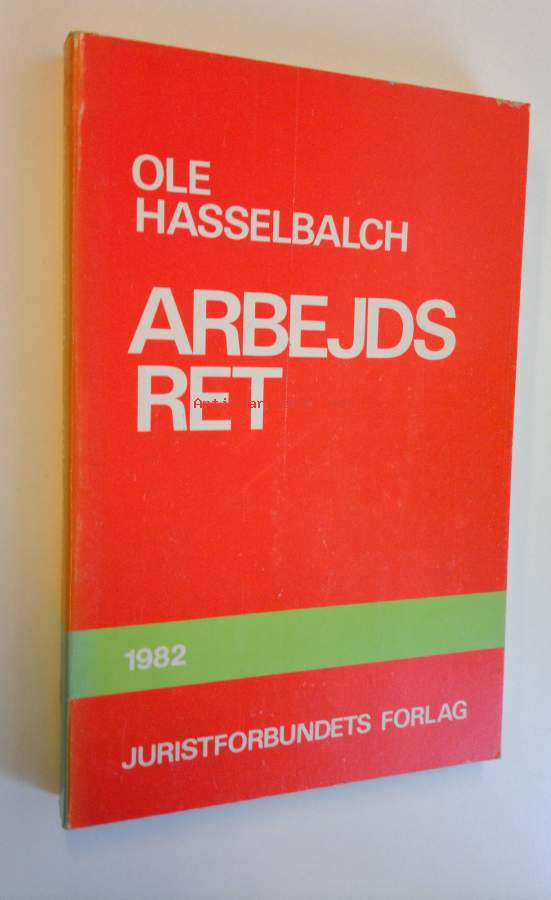 OLE
HASSELBALCH
ARBEJDS
RET
1982
JURISTFORBUNDETS FORLAG